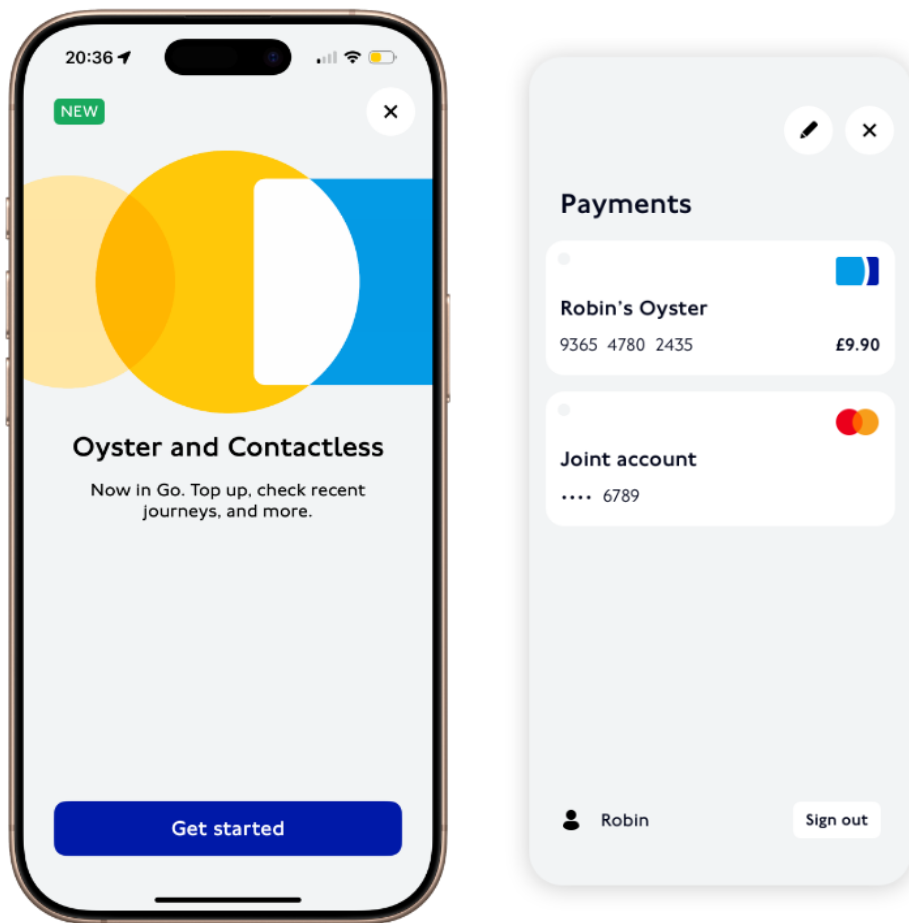 20:36
NEW
Oyster and Contactless
Now in Go. Top up, check recent
journeys, and more.
Get started
Payments
Robin's Oyster
9365 4780 2435 £9.90
Joint account
•••• 6789
Robin Sign out